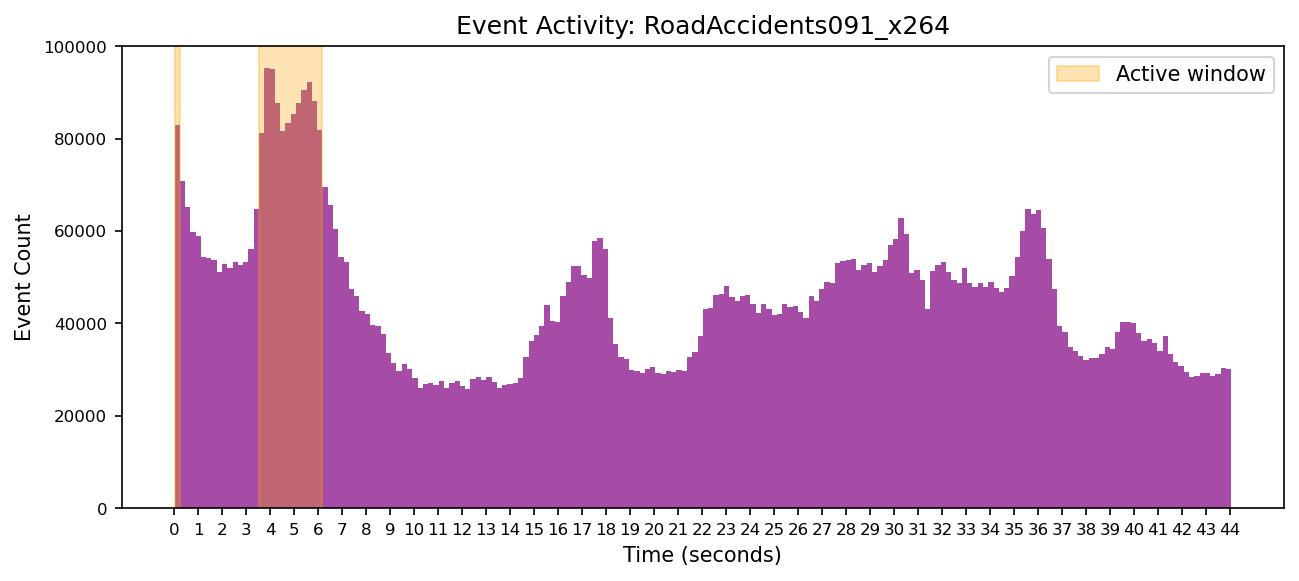 Event Activity: RoadAccidents091_x264
Active window
Event Count
100000
80000
60000
40000
20000
0
0 1 2 3 4 5 6 7 8 9 10 11 12 13 14 15 16 17 18 19 20 21 22 23 24 25 26 27 28 29 30 31 32 33 34 35 36 37 38 39 40 41 42 43 44
Time (seconds)